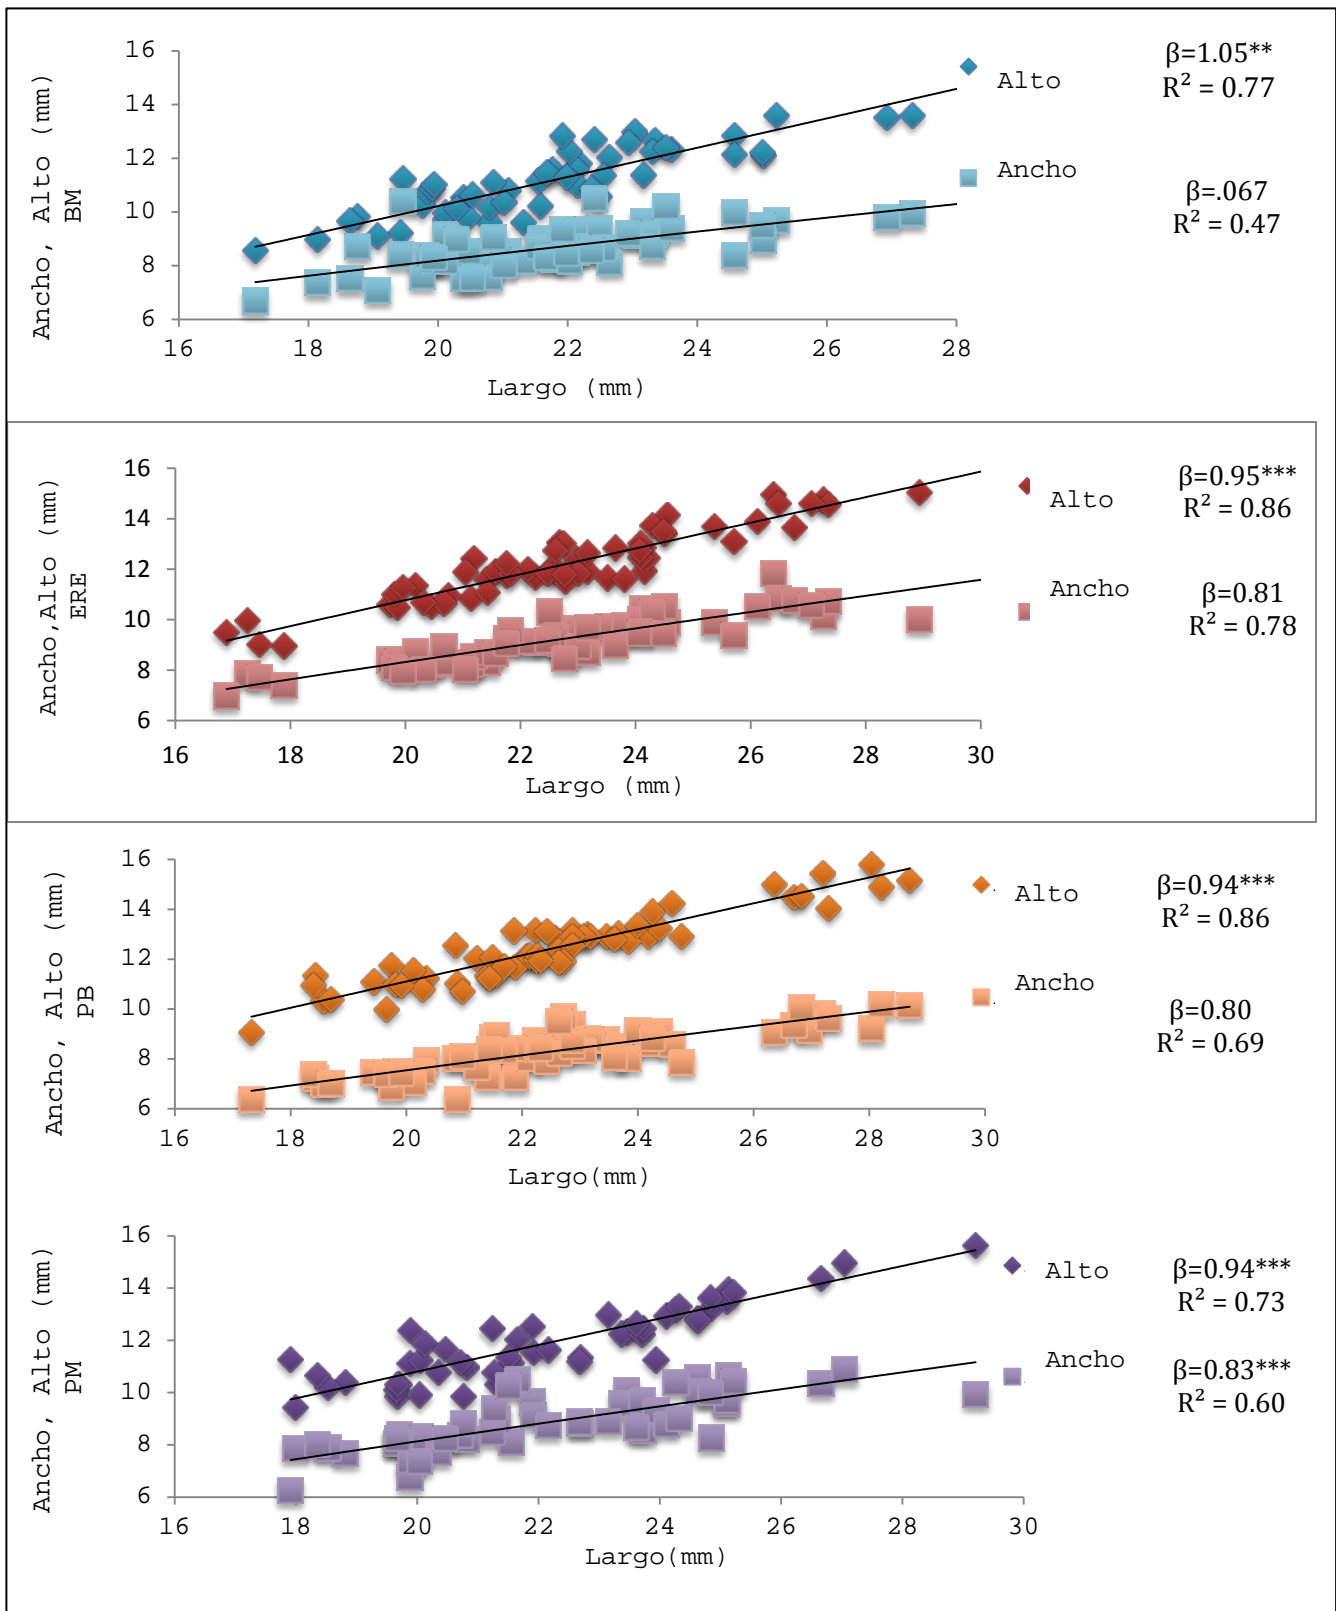 Ancho, Alto (mm)
BM
16
14
12
10
8
6
16 18 20 22 24 26 28
Largo (mm)
Alto
Ancho
β=1.05**
R² = 0.77
β=.067
R² = 0.47
Ancho,Alto (mm)
ERE
16
14
12
10
8
6
16 18 20 22 24 26 28 30
Largo (mm)
Alto
Ancho
β=0.95***
R² = 0.86
β=0.81
R² = 0.78
Ancho, Alto (mm)
PB
16
14
12
10
8
6
16 18 20 22 24 26 28 30
Largo(mm)
Alto
Ancho
β=0.94***
R² = 0.86
β=0.80
R² = 0.69
Ancho, Alto (mm)
PM
16
14
12
10
8
6
16 18 20 22 24 26 28 30
Largo(mm)
Alto
Ancho
β=0.94***
R² = 0.73
β=0.83***
R² = 0.60